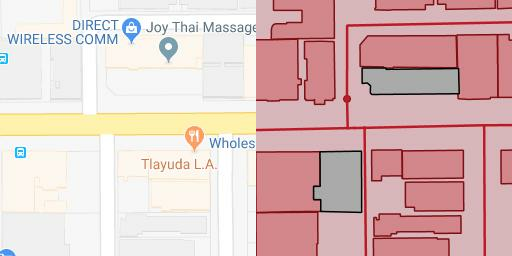 DIRECT
WIRELESS COMM
Joy Thai Massage
Wholes
Tlayuda L.A.